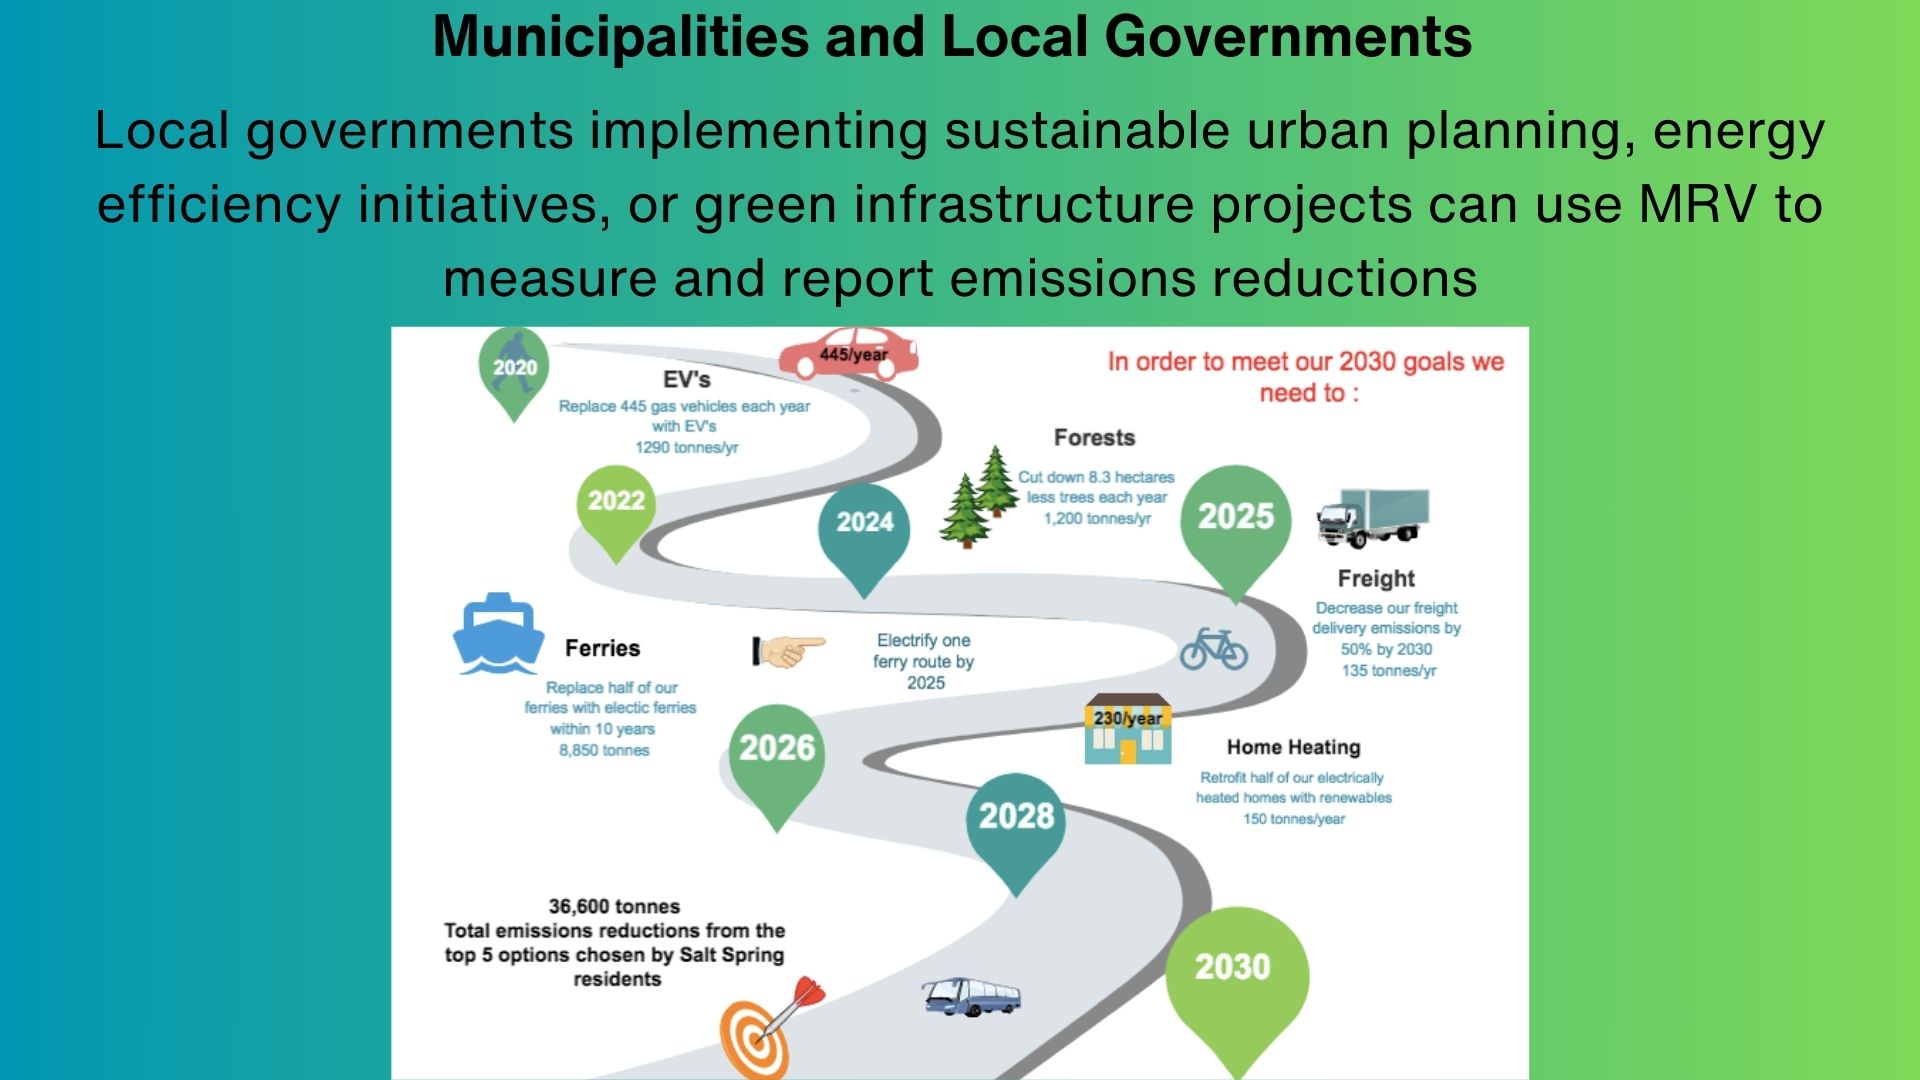 Municipalities and Local Governments
Local governments implementing sustainable urban planning, energy
efficiency initiatives, or green infrastructure projects can use MRV to
measure and report emissions reductions
2020
445/year
In order to meet our 2030 goals we
need to :
EV's
Replace 445 gas vehicles each year
with EV's
1290 tonnes/yr
Forests
Cut down 8.3 hectares
less trees each year
1,200 tonnes/yr
2022
2024
2025
Freight
Decrease our freight
delivery emissions by
50% by 2030
135 tonnes/yr
Ferries
Replace half of our
ferries with electic ferries
within 10 years
8,850 tonnes
Electrify one
ferry route by
2025
230/year
Home Heating
Retrofit half of our electrically
heated homes with renewables
150 tonnes/year
2026
2028
36,600 tonnes
Total emissions reductions from the
top 5 options chosen by Salt Spring
residents
2030